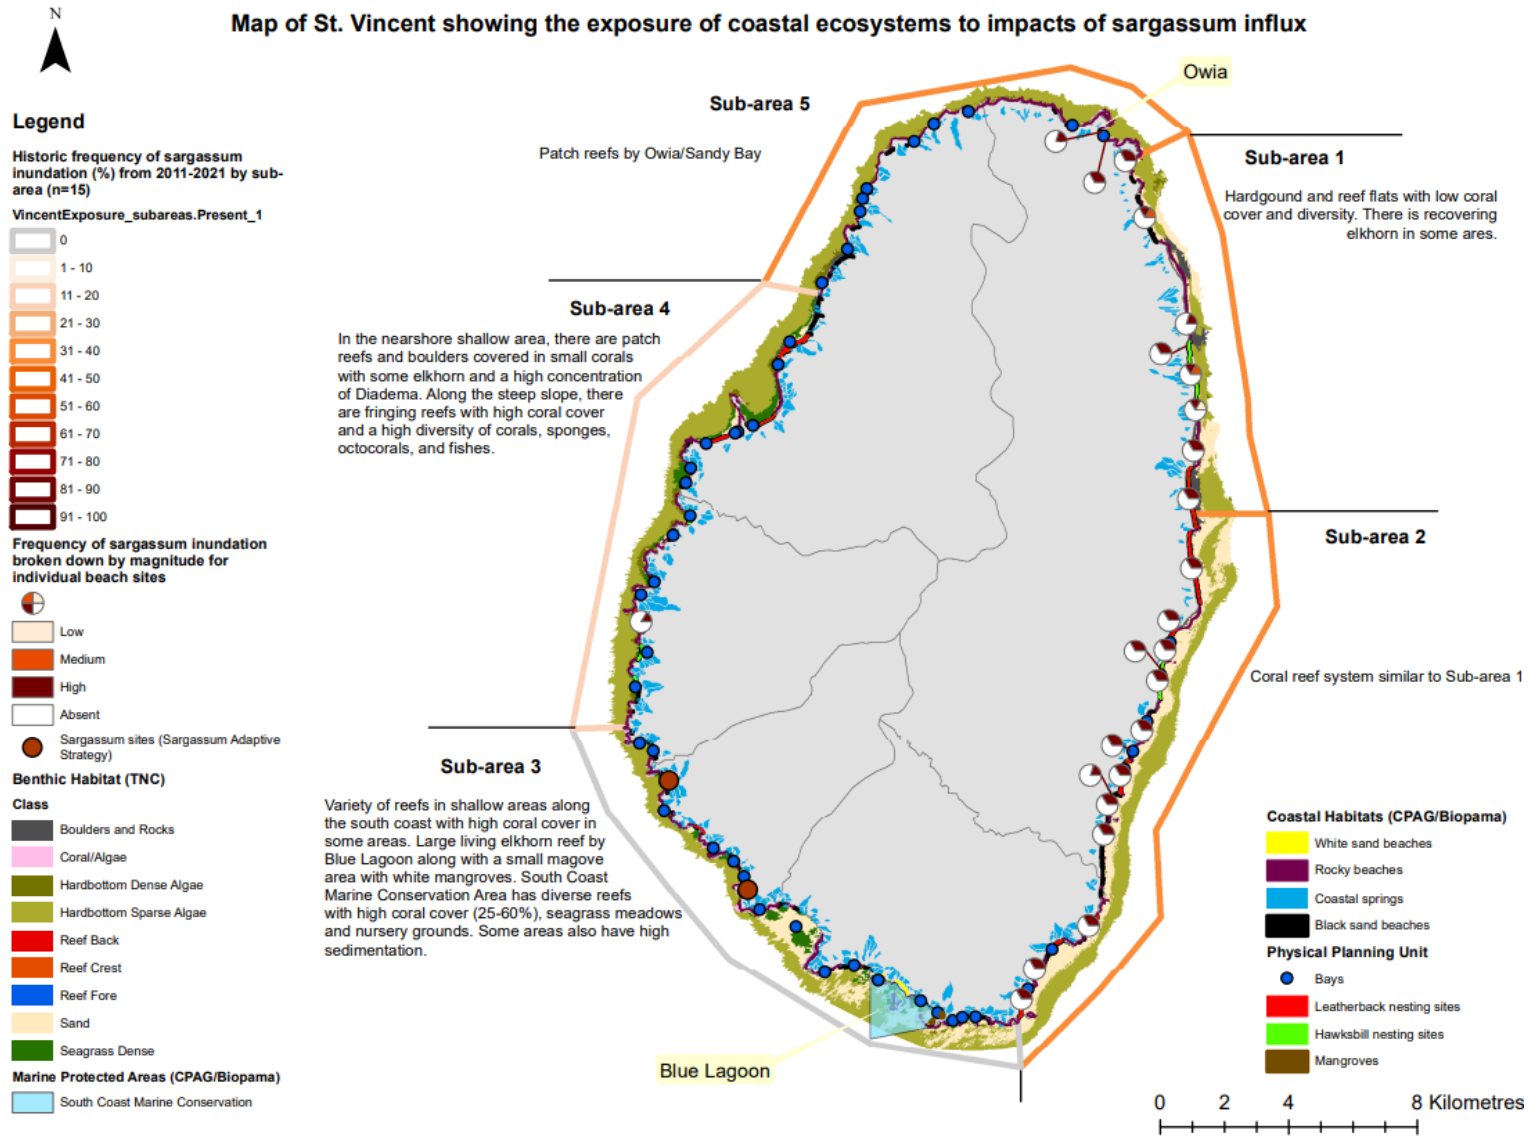 Map of St. Vincent showing the exposure of coastal ecosystems to impacts of sargassum influx
N
Legend
Historic frequency of sargassum
inundation (%) from 2011-2021 by sub-
area (n=15)
VincentExposure_subareas.Present_1
0
1 - 10
11 - 20
21 - 30
31 - 40
41 - 50
51 - 60
61 - 70
71 - 80
81 - 90
91 - 100
Frequency of sargassum inundation
broken down by magnitude for
individual beach sites
Low
Medium
High
Absent
Sargassum sites (Sargassum Adaptive
Strategy)
Benthic Habitat (TNC)
Class
Boulders and Rocks
Coral/Algae
Hardbottom Dense Algae
Hardbottom Sparse Algae
Reef Back
Reef Crest
Reef Fore
Sand
Seagrass Dense
Marine Protected Areas (CPAG/Biopama)
South Coast Marine Conservation
Sub-area 5
Patch reefs by Owia/Sandy Bay
Owia
Sub-area 1
Hardgound and reef flats with low coral
cover and diversity. There is recovering
elkhorn in some ares.
Sub-area 4
In the nearshore shallow area, there are patch
reefs and boulders covered in small corals
with some elkhorn and a high concentration
of Diadema. Along the steep slope, there
are fringing reefs with high coral cover
and a high diversity of corals, sponges,
octocorals, and fishes.
Sub-area 2
Coral reef system similar to Sub-area 1
Sub-area 3
Variety of reefs in shallow areas along
the south coast with high coral cover in
some areas. Large living elkhorn reef by
Blue Lagoon along with a small magove
area with white mangroves. South Coast
Marine Conservation Area has diverse reefs
with high coral cover (25-60%), seagrass meadows
and nursery grounds. Some areas also have high
sedimentation.
Blue Lagoon
Coastal Habitats (CPAG/Biopama)
White sand beaches
Rocky beaches
Coastal springs
Black sand beaches
Physical Planning Unit
Bays
Leatherback nesting sites
Hawksbill nesting sites
Mangroves
0 2 4 8 Kilometres